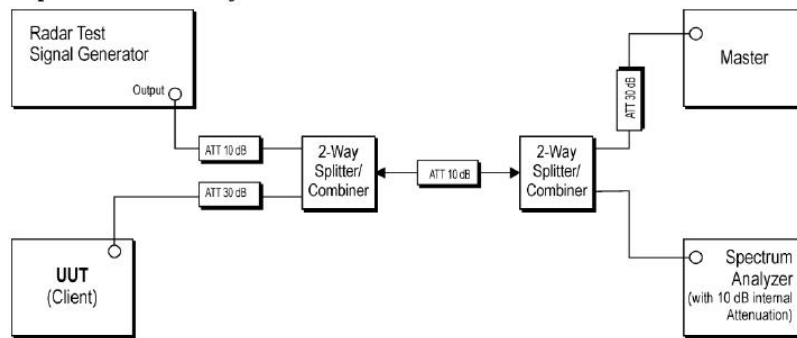 Radar Test
Signal Generator
Output
ATT 10 dB
ATT 30 dB
2-Way
Splitter/
Combiner
ATT 10 dB
2-Way
Splitter/
Combiner
ATT 30 dB
Master
UUT
(Client)
Spectrum
Analyzer
(with 10 dB internal
Attenuation)